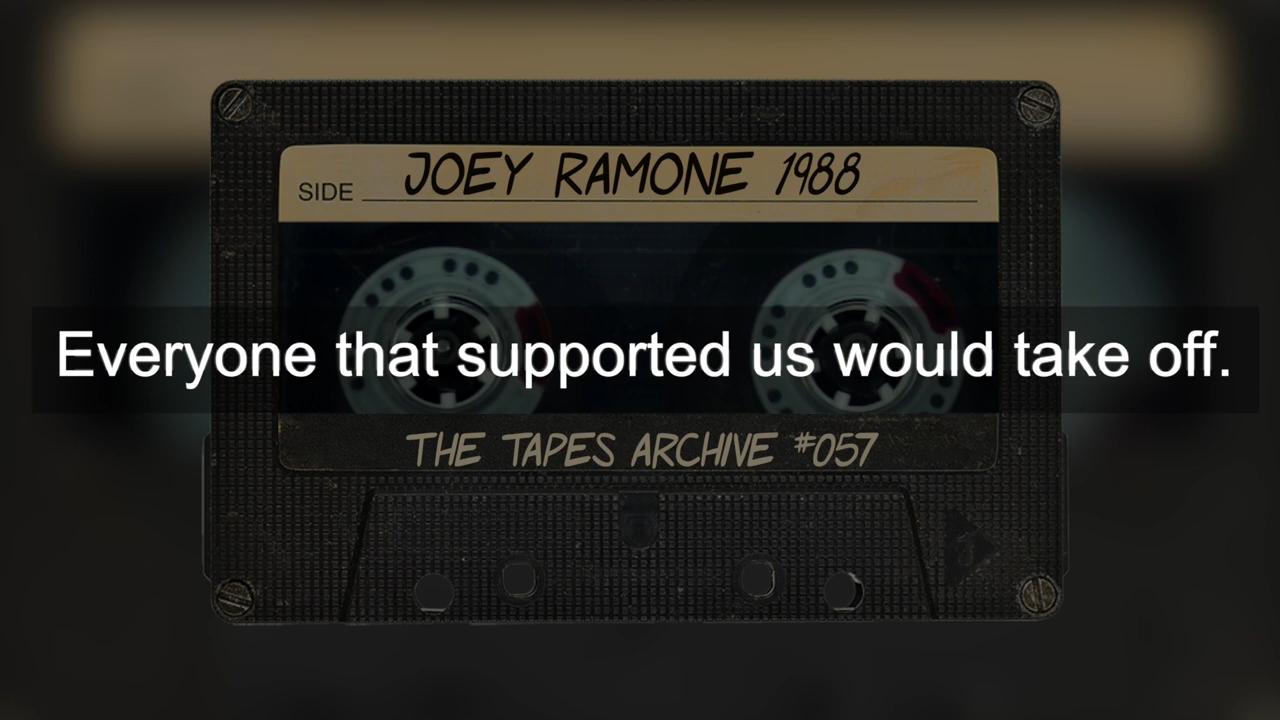 JOEY RAMONE 1988
SIDE
Everyone that supported us would take off.
THE TAPES ARCHIVE #057